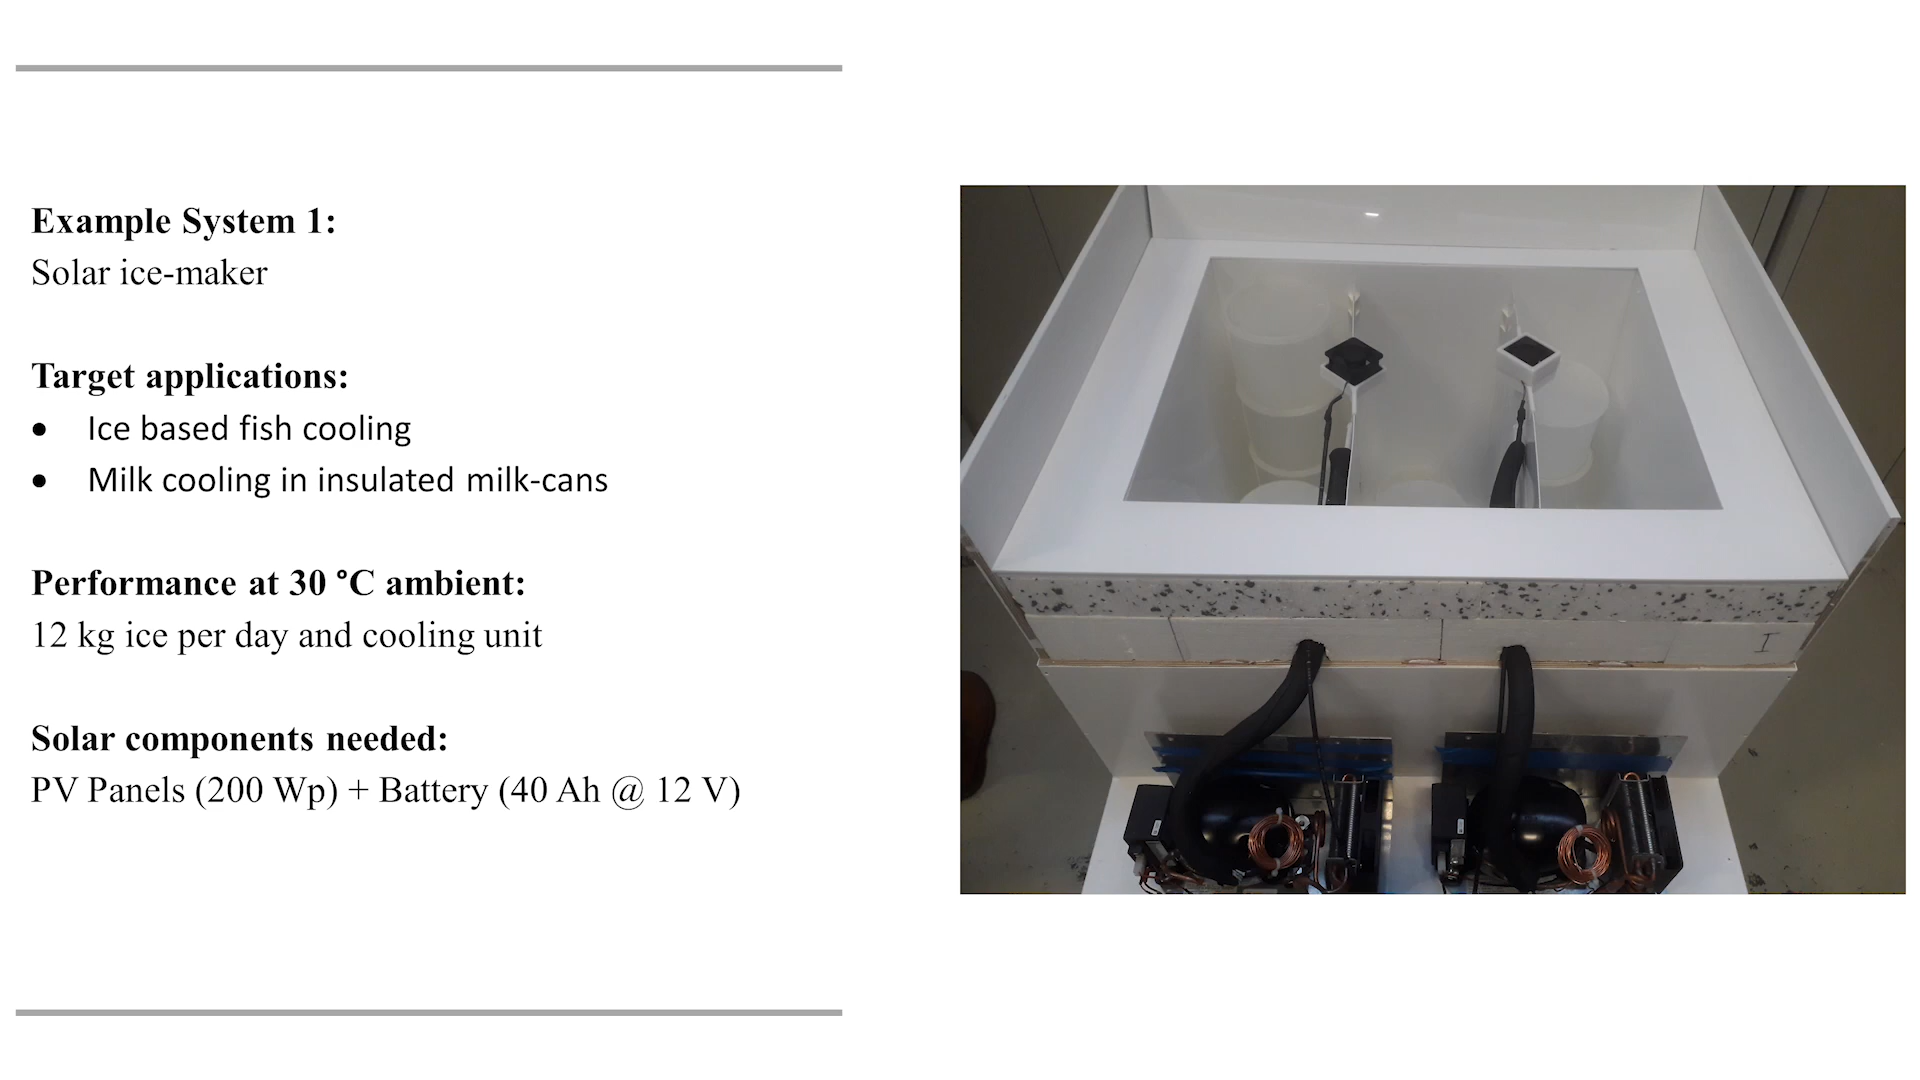 Example System 1:
Solar ice-maker
Target applications:
• Ice based fish cooling
• Milk cooling in insulated milk-cans
Performance at 30 °C ambient:
12 kg ice per day and cooling unit
Solar components needed:
PV Panels (200 Wp) + Battery (40 Ah @ 12 V)
I